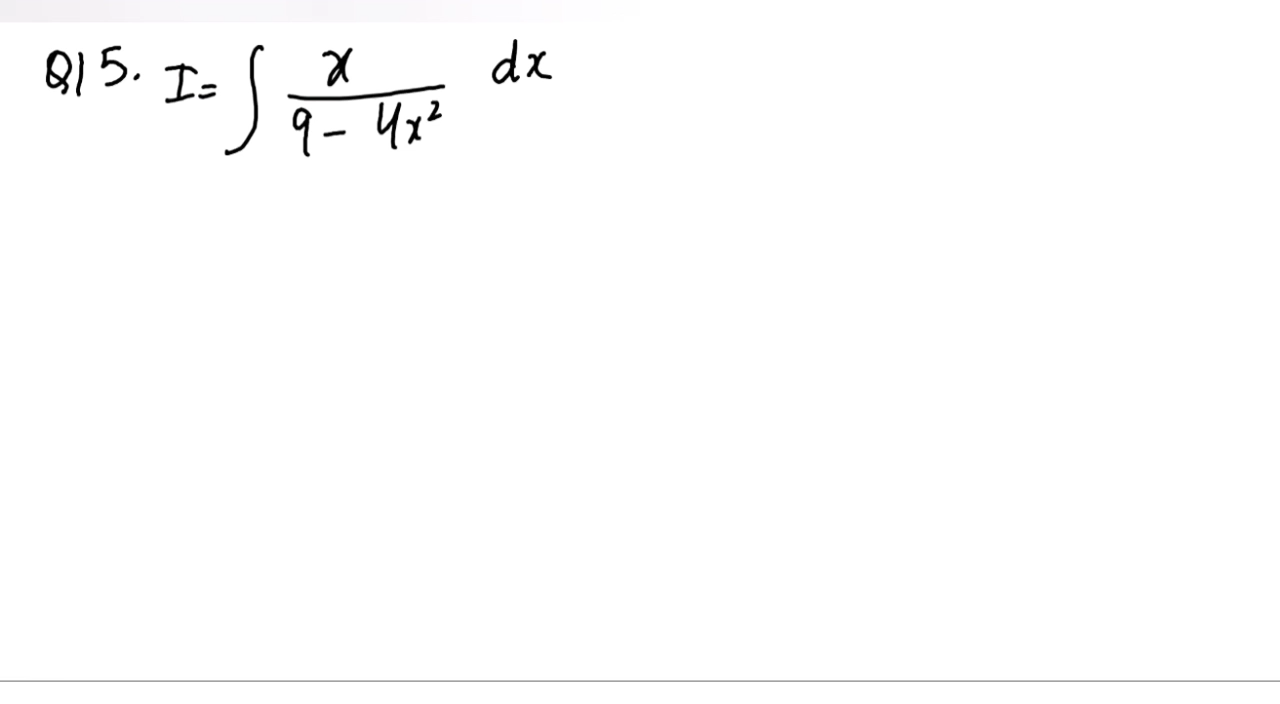 Q15. I= ∫ x / (9 - 4x²) dx